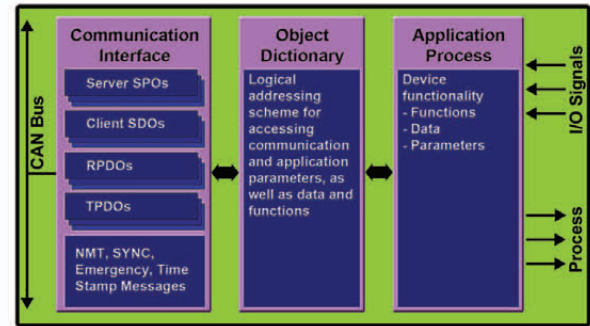 CAN Bus
Communication
Interface
Server SPOs
Client SDOs
RPDOs
TPDOs
NMT, SYNC,
Emergency, Time
Stamp Messages
Object
Dictionary
Logical
addressing
scheme for
accessing
communication
and application
parameters, as
well as data and
functions
Application
Process
Device
functionality
- Functions
- Data
- Parameters
I/O Signals
Process